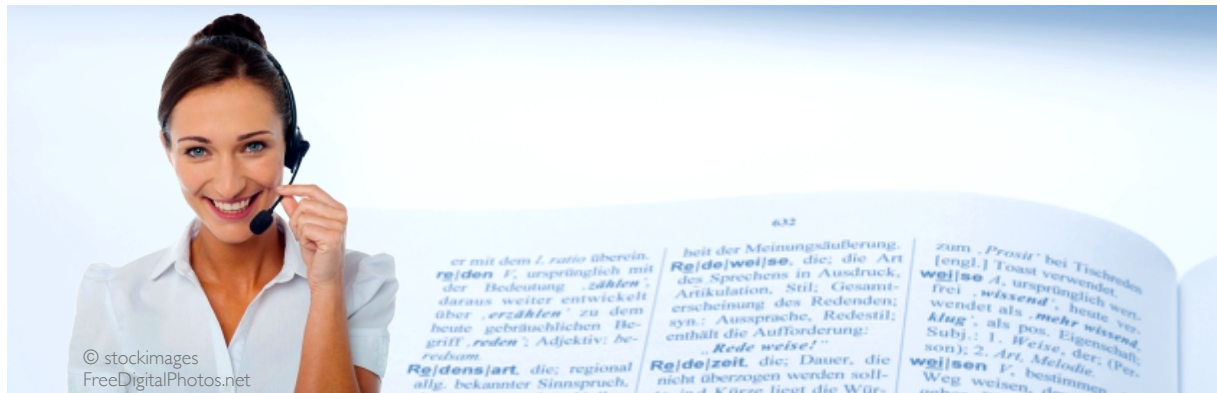 632
er mit dem l. ratio überein.
re|den V, ursprünglich mit
der Bedeutung „zählen“,
daraus weiter entwickelt
über „erzählen“ zu dem
heute gebräuchlichen Be-
griff „reden“; Adjektiv: be-
redsam.
Re|dens|art, die; regional
allg. bekannter Sinnspruch,
heit der Meinungsäußerung.
Re|de|wei|se, die; die Art
des Sprechens in Ausdruck,
Artikulation, Stil; Gesamt-
erscheinung des Redenden;
syn.: Aussprache, Redestil;
enthält die Aufforderung:
„Rede weise!“
Re|de|zeit, die; Dauer, die
nicht überzogen werden soll-
Kürze liegt die Wür-
zum „Prosit“ bei Tischreden
[engl.] Toast verwendet.
wei|se A, ursprünglich wert-
frei „wissend“, heute ver-
wendet als „mehr wissend,
klug“, als pos. Eigenschaft;
Subj.: 1. Weise, der; (Per-
son); 2. Art, Melodie.
wei|sen V, bestimmen
Weg weisen,
© stockimages
FreeDigitalPhotos.net